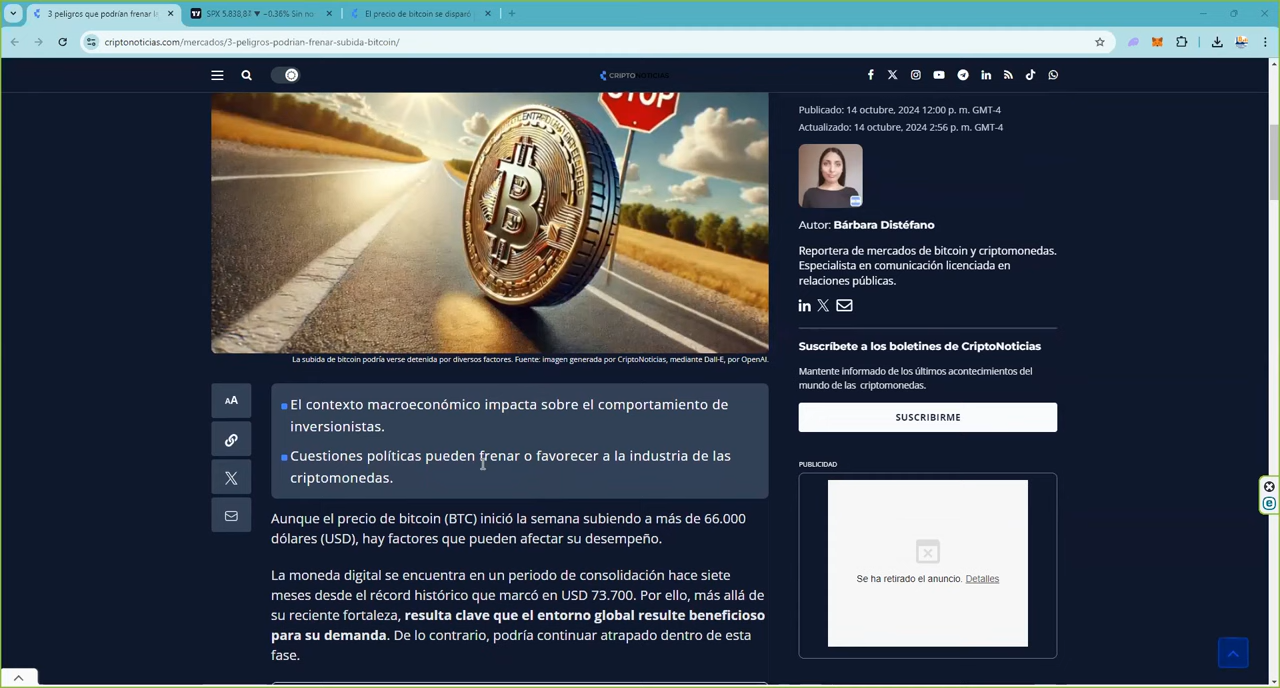 3 peligros que podrían frenar la
SPX 5.838,87 ▼ −0.36% Sin no
El precio de bitcoin se disparó
criptonoticias.com/mercados/3-peligros-podrian-frenar-subida-bitcoin/
CRIPTONOTICIAS
STOP
Publicado: 14 octubre, 2024 12:00 p. m. GMT-4
Actualizado: 14 octubre, 2024 2:56 p. m. GMT-4
Autor: Bárbara Distéfano
Reportera de mercados de bitcoin y criptomonedas.
Especialista en comunicación licenciada en
relaciones públicas.
La subida de bitcoin podría verse detenida por diversos factores. Fuente: imagen generada por CriptoNoticias, mediante Dall-E, por OpenAI.
AA
El contexto macroeconómico impacta sobre el comportamiento de
inversionistas.
Cuestiones políticas pueden frenar o favorecer a la industria de las
criptomonedas.
Aunque el precio de bitcoin (BTC) inició la semana subiendo a más de 66.000
dólares (USD), hay factores que pueden afectar su desempeño.
La moneda digital se encuentra en un periodo de consolidación hace siete
meses desde el récord histórico que marcó en USD 73.700. Por ello, más allá de
su reciente fortaleza, resulta clave que el entorno global resulte beneficioso
para su demanda. De lo contrario, podría continuar atrapado dentro de esta
fase.
Suscríbete a los boletines de CriptoNoticias
Mantente informado de los últimos acontecimientos del
mundo de las criptomonedas.
SUSCRIBIRME
PUBLICIDAD
Se ha retirado el anuncio. Detalles